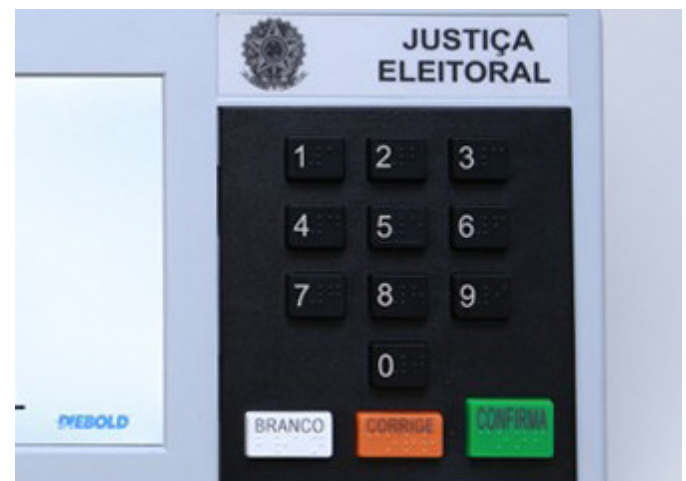 JUSTIÇA
ELEITORAL
1 2 3
4 5 6
7 8 9
0
BRANCO CORRIGE CONFIRMA
DIEBOLD